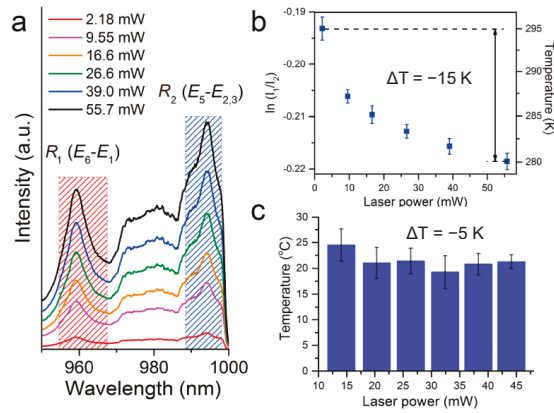 a
2.18 mW
9.55 mW
16.6 mW
26.6 mW
39.0 mW
55.7 mW
R₂ (E₅-E₂,₃)
R₁ (E₆-E₁)
Intensity (a.u.)
960 980 1000
Wavelength (nm)
b
-0.19
-0.20
-0.21
-0.22
ln (I₁/I₂)
ΔT = −15 K
295
290
285
280
Temperature (K)
0 10 20 30 40 50
Laser power (mW)
c
ΔT = −5 K
30
25
20
15
10
5
0
Temperature (°C)
10 15 20 25 30 35 40 45
Laser power (mW)